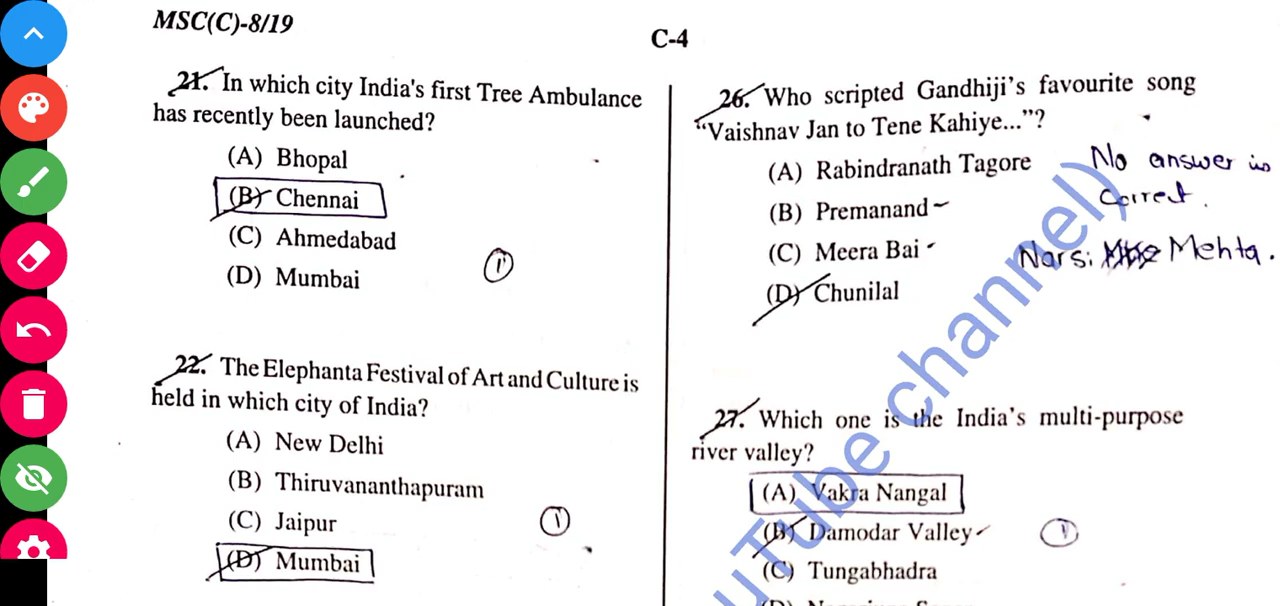 MSC(C)-8/19
C-4
21. In which city India's first Tree Ambulance
has recently been launched?
(A) Bhopal
(B) Chennai
(C) Ahmedabad
(D) Mumbai
1
22. The Elephanta Festival of Art and Culture is
held in which city of India?
(A) New Delhi
(B) Thiruvananthapuram
(C) Jaipur
(D) Mumbai
1
26. Who scripted Gandhiji's favourite song
“Vaishnav Jan to Tene Kahiye...”?
(A) Rabindranath Tagore
(B) Premanand
(C) Meera Bai
(D) Chunilal
No answer is
correct.
Narsi Mehta.
27. Which one is the India's multi-purpose
river valley?
(A) Vakra Nangal
(B) Damodar Valley
(C) Tungabhadra
1
uTube channel)